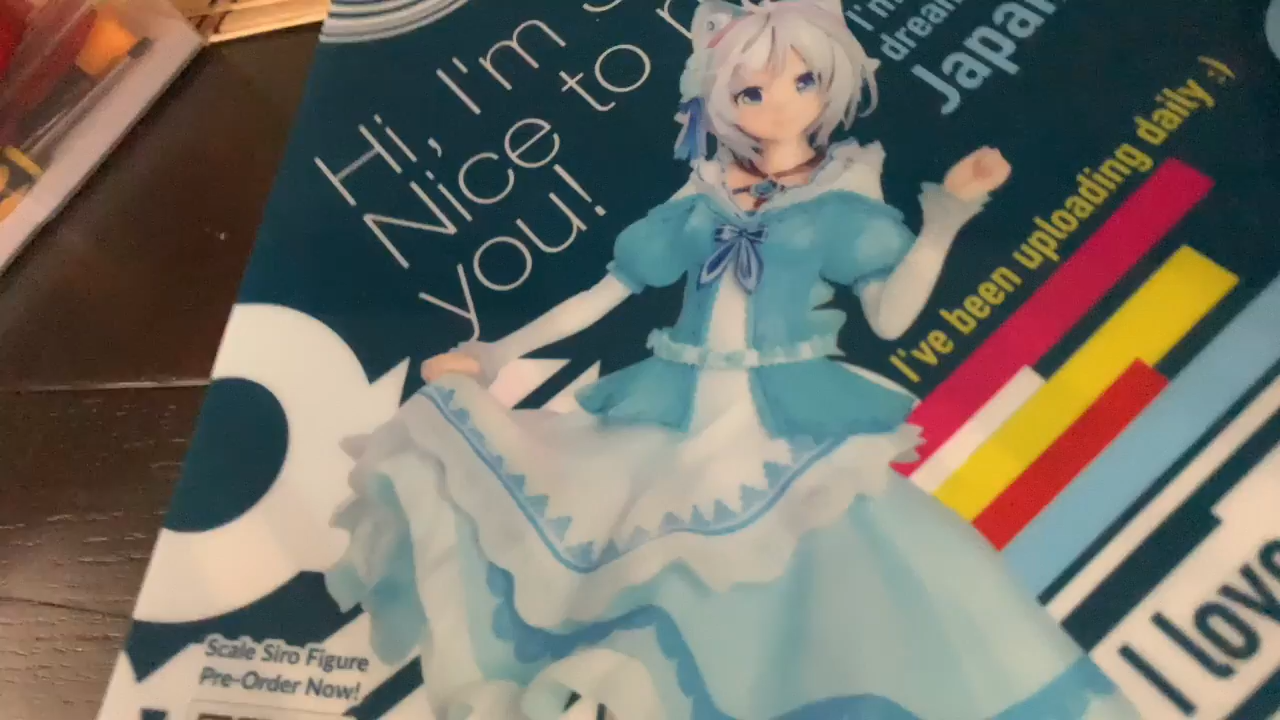 Hi, I'm
Nice to
you!
I'm
dream
Japan
I've been uploading daily :)
I love
Scale Siro Figure
Pre-Order Now!